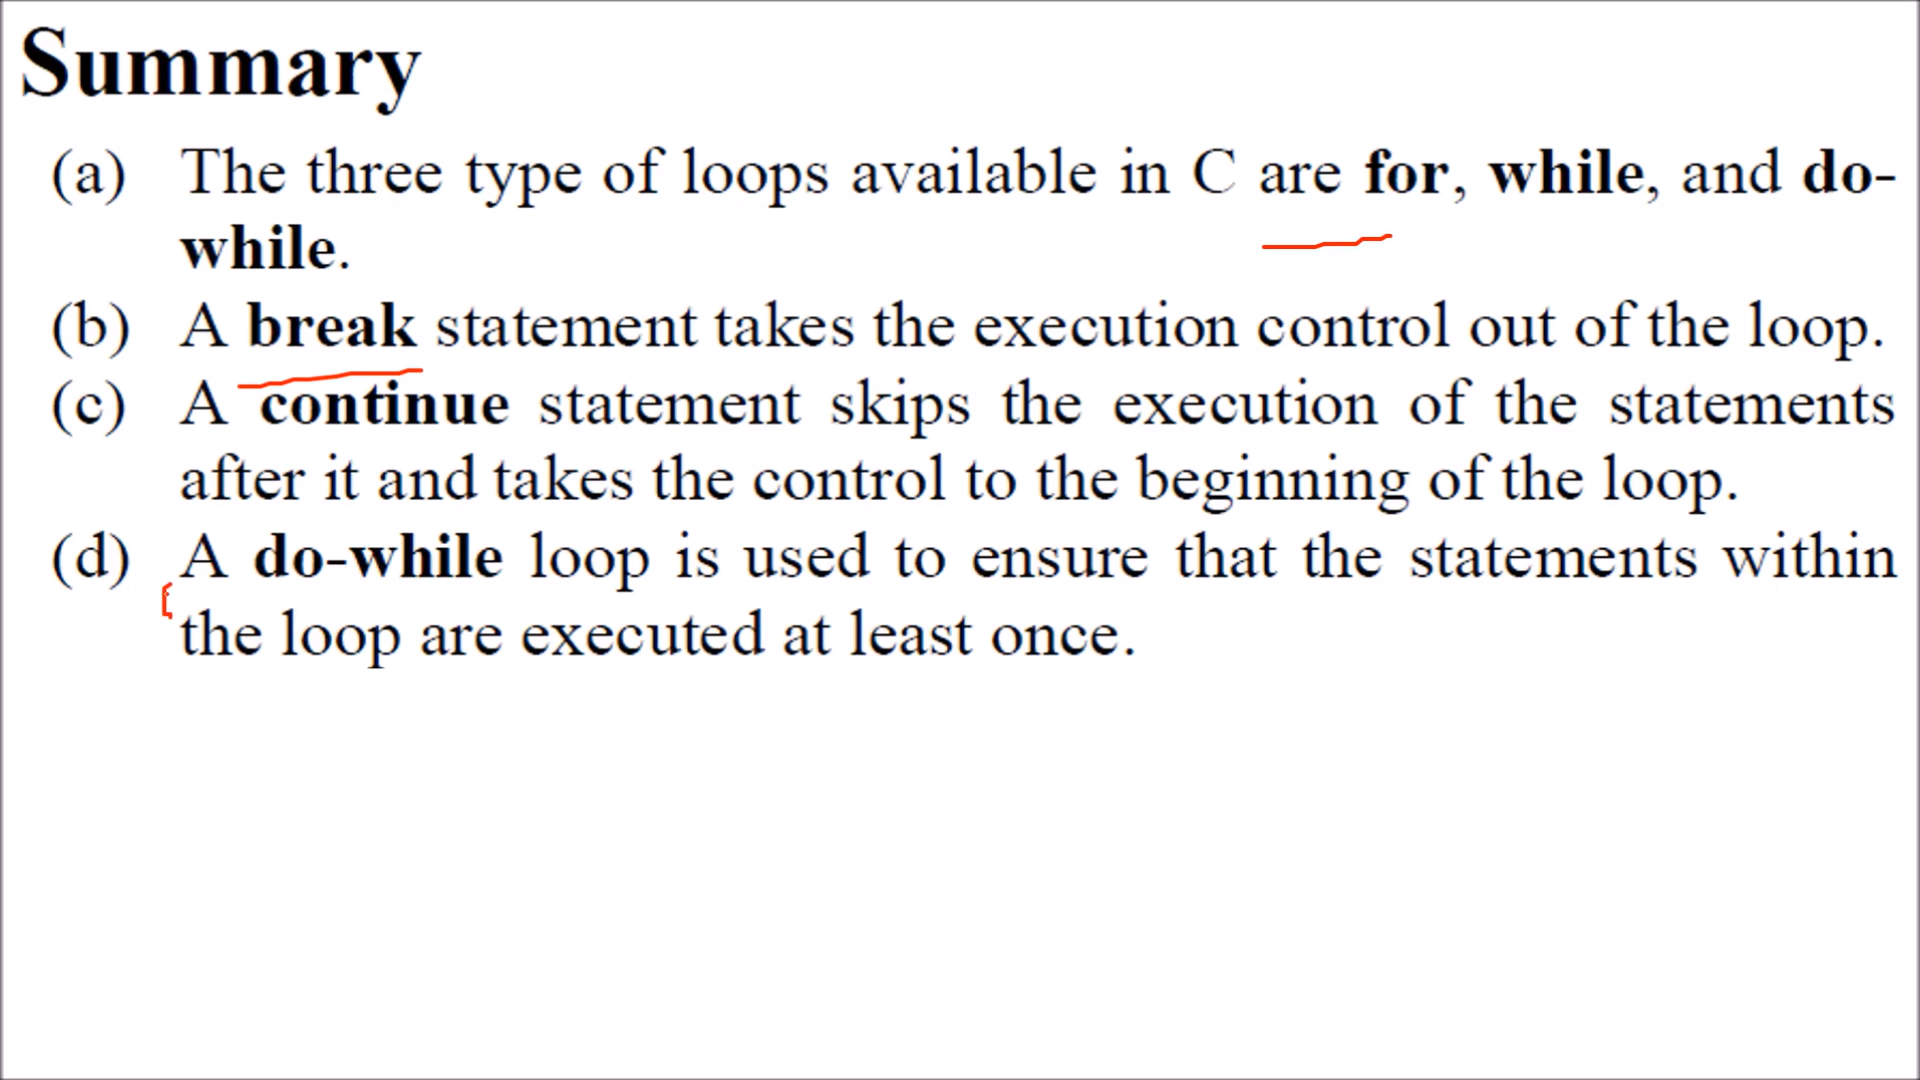 Summary
(a) The three type of loops available in C are for, while, and do-
while.
(b) A break statement takes the execution control out of the loop.
(c) A continue statement skips the execution of the statements
after it and takes the control to the beginning of the loop.
(d) A do-while loop is used to ensure that the statements within
the loop are executed at least once.